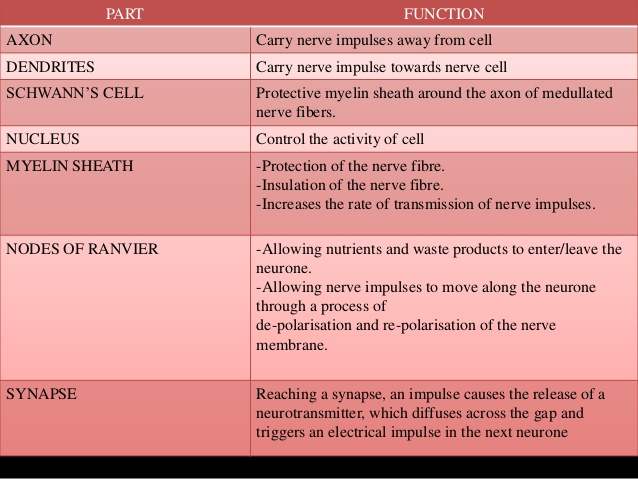 PART FUNCTION
AXON Carry nerve impulses away from cell
DENDRITES Carry nerve impulse towards nerve cell
SCHWANN’S CELL Protective myelin sheath around the axon of medullated
nerve fibers.
NUCLEUS Control the activity of cell
MYELIN SHEATH -Protection of the nerve fibre.
-Insulation of the nerve fibre.
-Increases the rate of transmission of nerve impulses.
NODES OF RANVIER -Allowing nutrients and waste products to enter/leave the
neurone.
-Allowing nerve impulses to move along the neurone
through a process of
de-polarisation and re-polarisation of the nerve
membrane.
SYNAPSE Reaching a synapse, an impulse causes the release of a
neurotransmitter, which diffuses across the gap and
triggers an electrical impulse in the next neurone